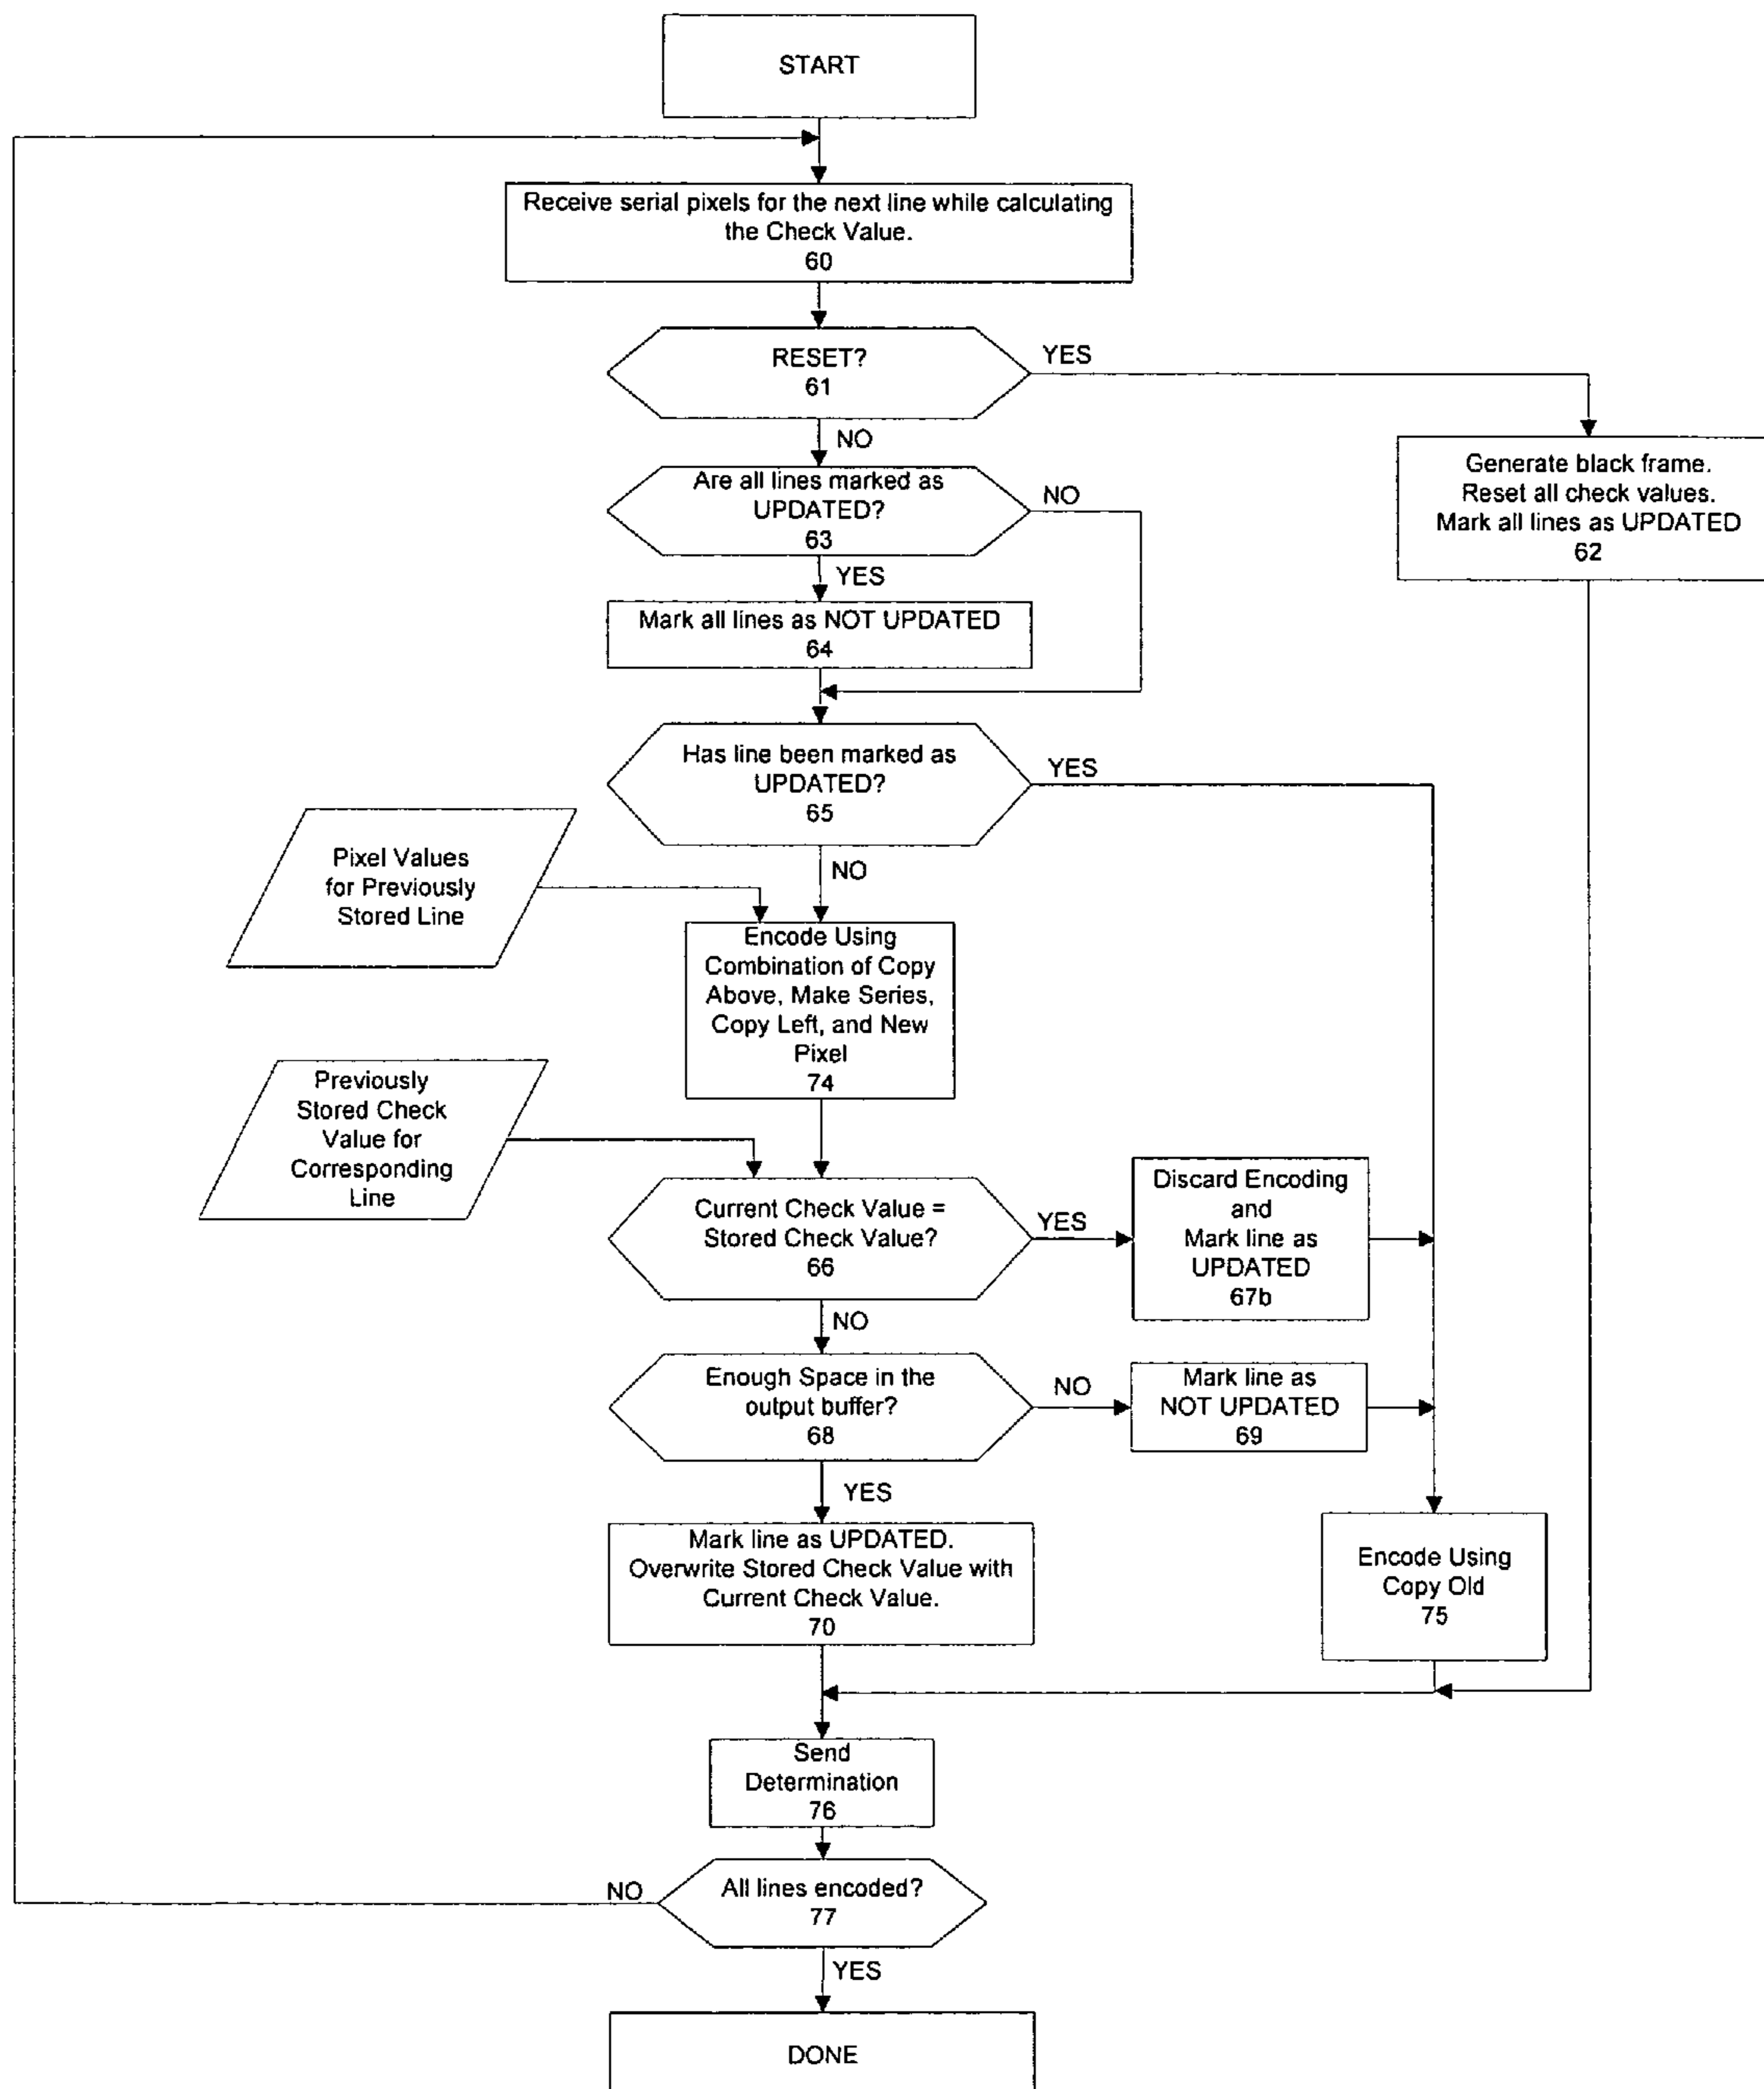 START
Receive serial pixels for the next line while calculating
the Check Value.
60
RESET?
61
YES
NO
Generate black frame.
Reset all check values.
Mark all lines as UPDATED
62
Are all lines marked as
UPDATED?
63
NO
YES
Mark all lines as NOT UPDATED
64
Has line been marked as
UPDATED?
65
YES
NO
Pixel Values
for Previously
Stored Line
Encode Using
Combination of Copy
Above, Make Series,
Copy Left, and New
Pixel
74
Previously
Stored Check
Value for
Corresponding
Line
Current Check Value =
Stored Check Value?
66
YES
NO
Discard Encoding
and
Mark line as
UPDATED
67b
Enough Space in the
output buffer?
68
NO
YES
Mark line as
NOT UPDATED
69
Mark line as UPDATED.
Overwrite Stored Check Value with
Current Check Value.
70
Encode Using
Copy Old
75
Send
Determination
76
All lines encoded?
77
NO
YES
DONE